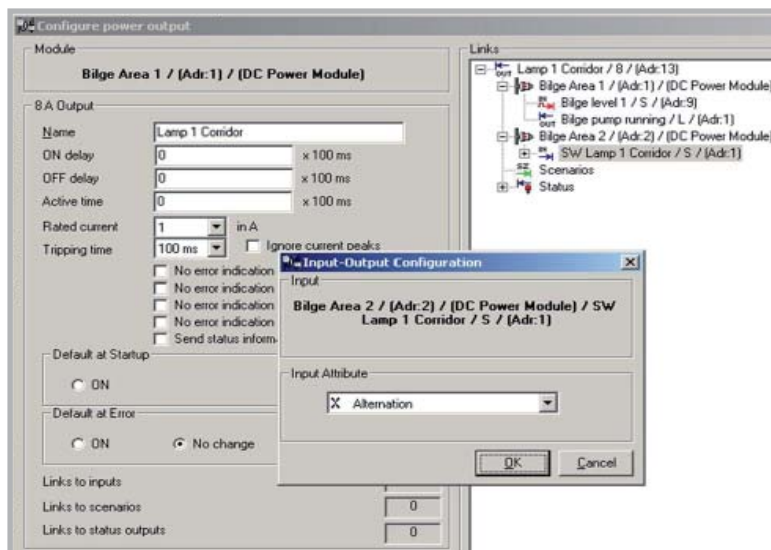 Configure power output
Module
Bilge Area 1 / (Adr:1) / (DC Power Module)
8 A Output
Name
Lamp 1 Corridor
ON delay
0
x 100 ms
OFF delay
0
x 100 ms
Active time
0
x 100 ms
Rated current
1
in A
Tripping time
100 ms
Ignore current peaks
No error indication
No error indication
No error indication
No error indication
Send status inform
Default at Startup
ON
Default at Error
ON
No change
Links to inputs
Links to scenarios
0
Links to status outputs
0
Links
OUT
Lamp 1 Corridor / 8 / (Adr:13)
Bilge Area 1 / (Adr:1) / (DC Power Module)
IN
Bilge level 1 / S / (Adr:9)
OUT
Bilge pump running / L / (Adr:1)
Bilge Area 2 / (Adr:2) / (DC Power Module)
IN
SW Lamp 1 Corridor / S / (Adr:1)
SZ
Scenarios
Status
Input-Output Configuration
Input
Bilge Area 2 / (Adr:2) / (DC Power Module) / SW
Lamp 1 Corridor / S / (Adr:1)
Input Attribute
X Alternation
OK
Cancel